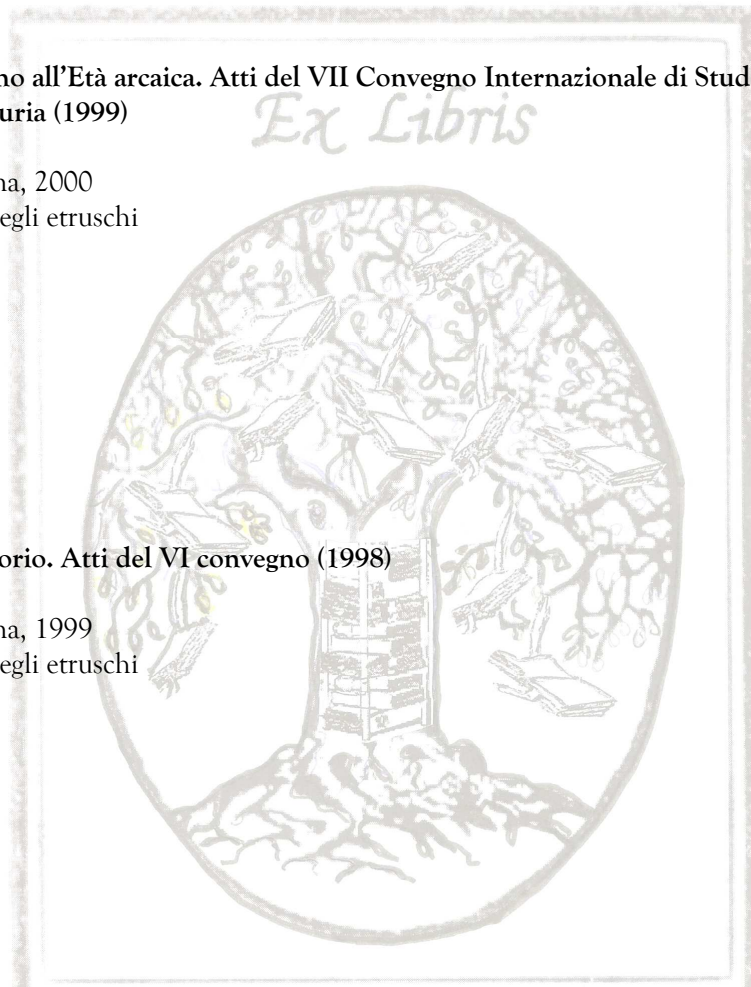 no all’Età arcaica. Atti del VII Convegno Internazionale di Stud
uria (1999)
Ex Libris
na, 2000
egli etruschi
orio. Atti del VI convegno (1998)
na, 1999
egli etruschi